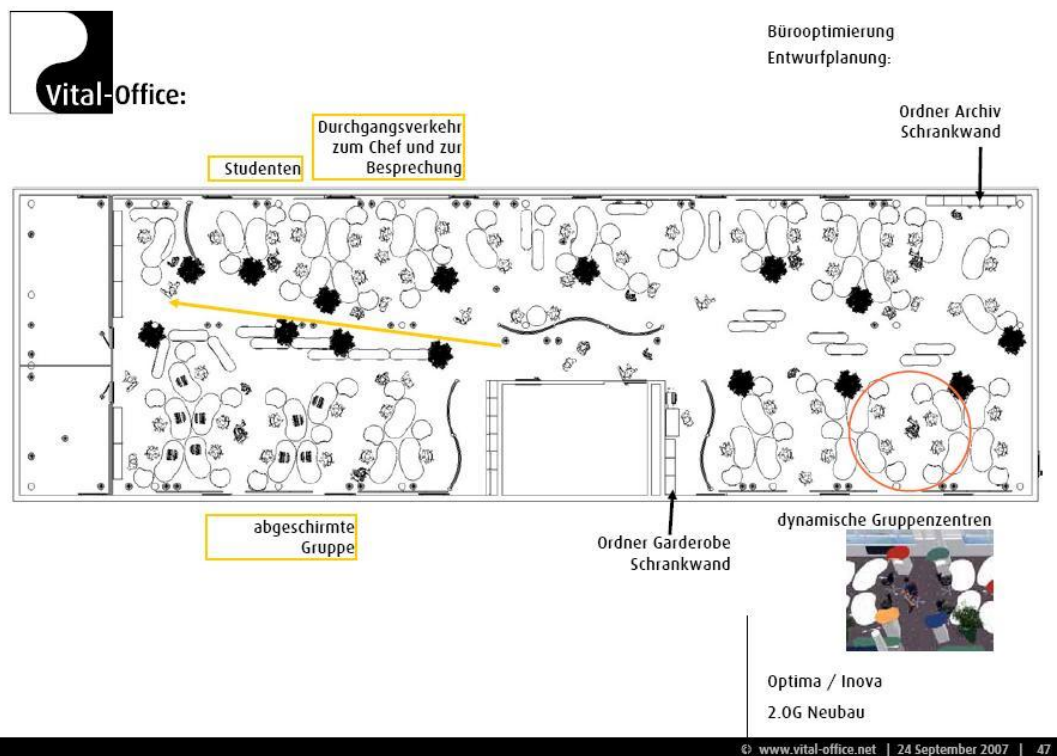 Bürooptimierung
Entwurfplanung:
Vital-Office:
Ordner Archiv
Schrankwand
Durchgangsverkehr
zum Chef und zur
Besprechung
Studenten
abgeschirmte
Gruppe
Ordner Garderobe
Schrankwand
dynamische Gruppenzentren
Optima / Inova
2.OG Neubau
© www.vital-office.net | 24 September 2007 | 47